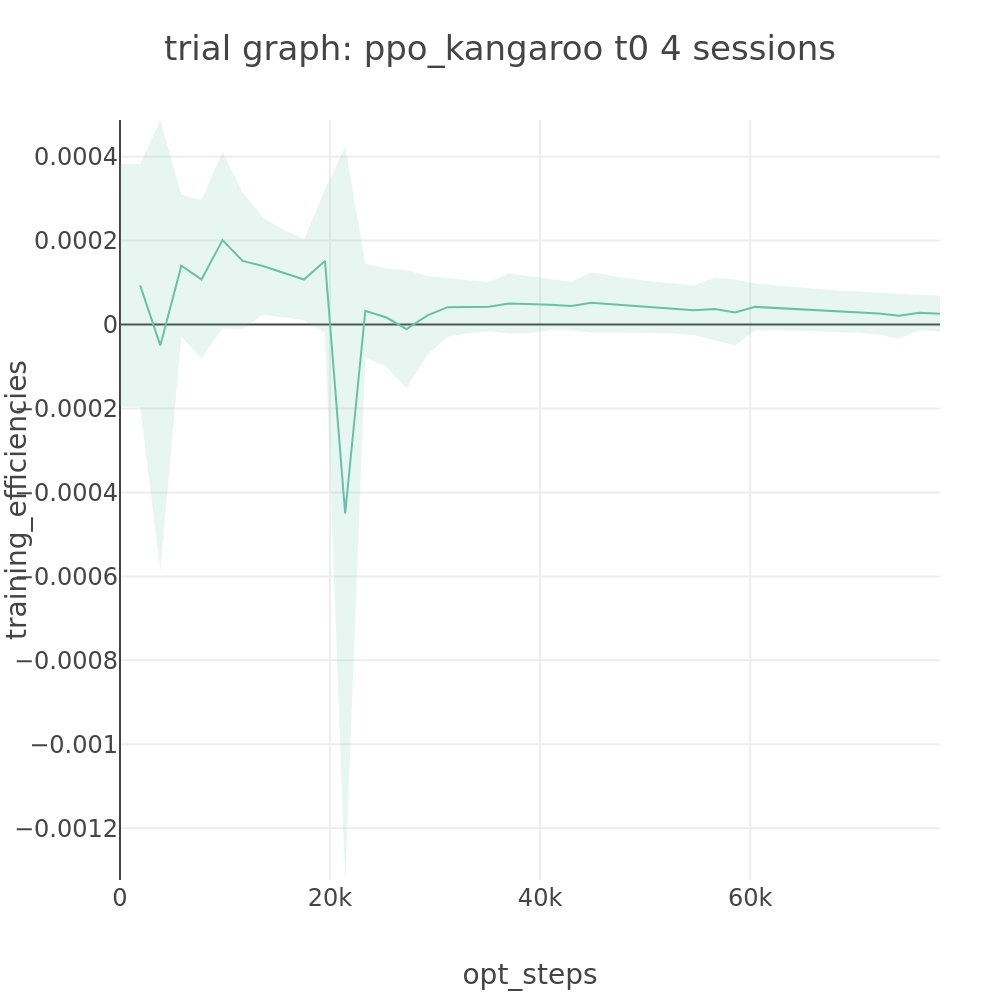 trial graph: ppo_kangaroo t0 4 sessions
0.0004
0.0002
0
−0.0002
−0.0004
−0.0006
−0.0008
−0.001
−0.0012
training_efficiencies
0
20k
40k
60k
opt_steps